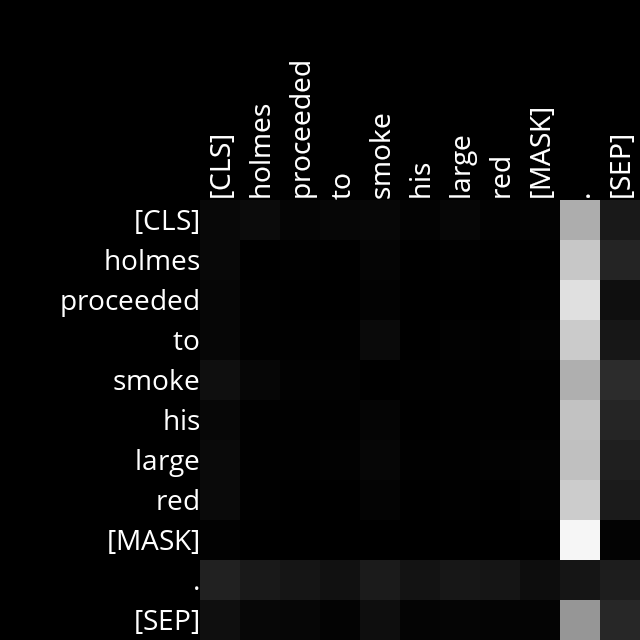 [CLS] holmes proceeded to smoke his large red [MASK] . [SEP]
[CLS]
holmes
proceeded
to
smoke
his
large
red
[MASK]
.
[SEP]